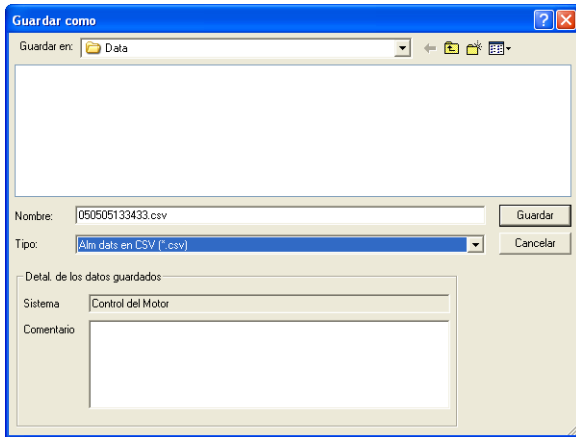 Guardar como
Guardar en: Data
Nombre: 050505133433.csv Guardar
Tipo: Alm dats en CSV (*.csv) Cancelar
Detal. de los datos guardados
Sistema Control del Motor
Comentario